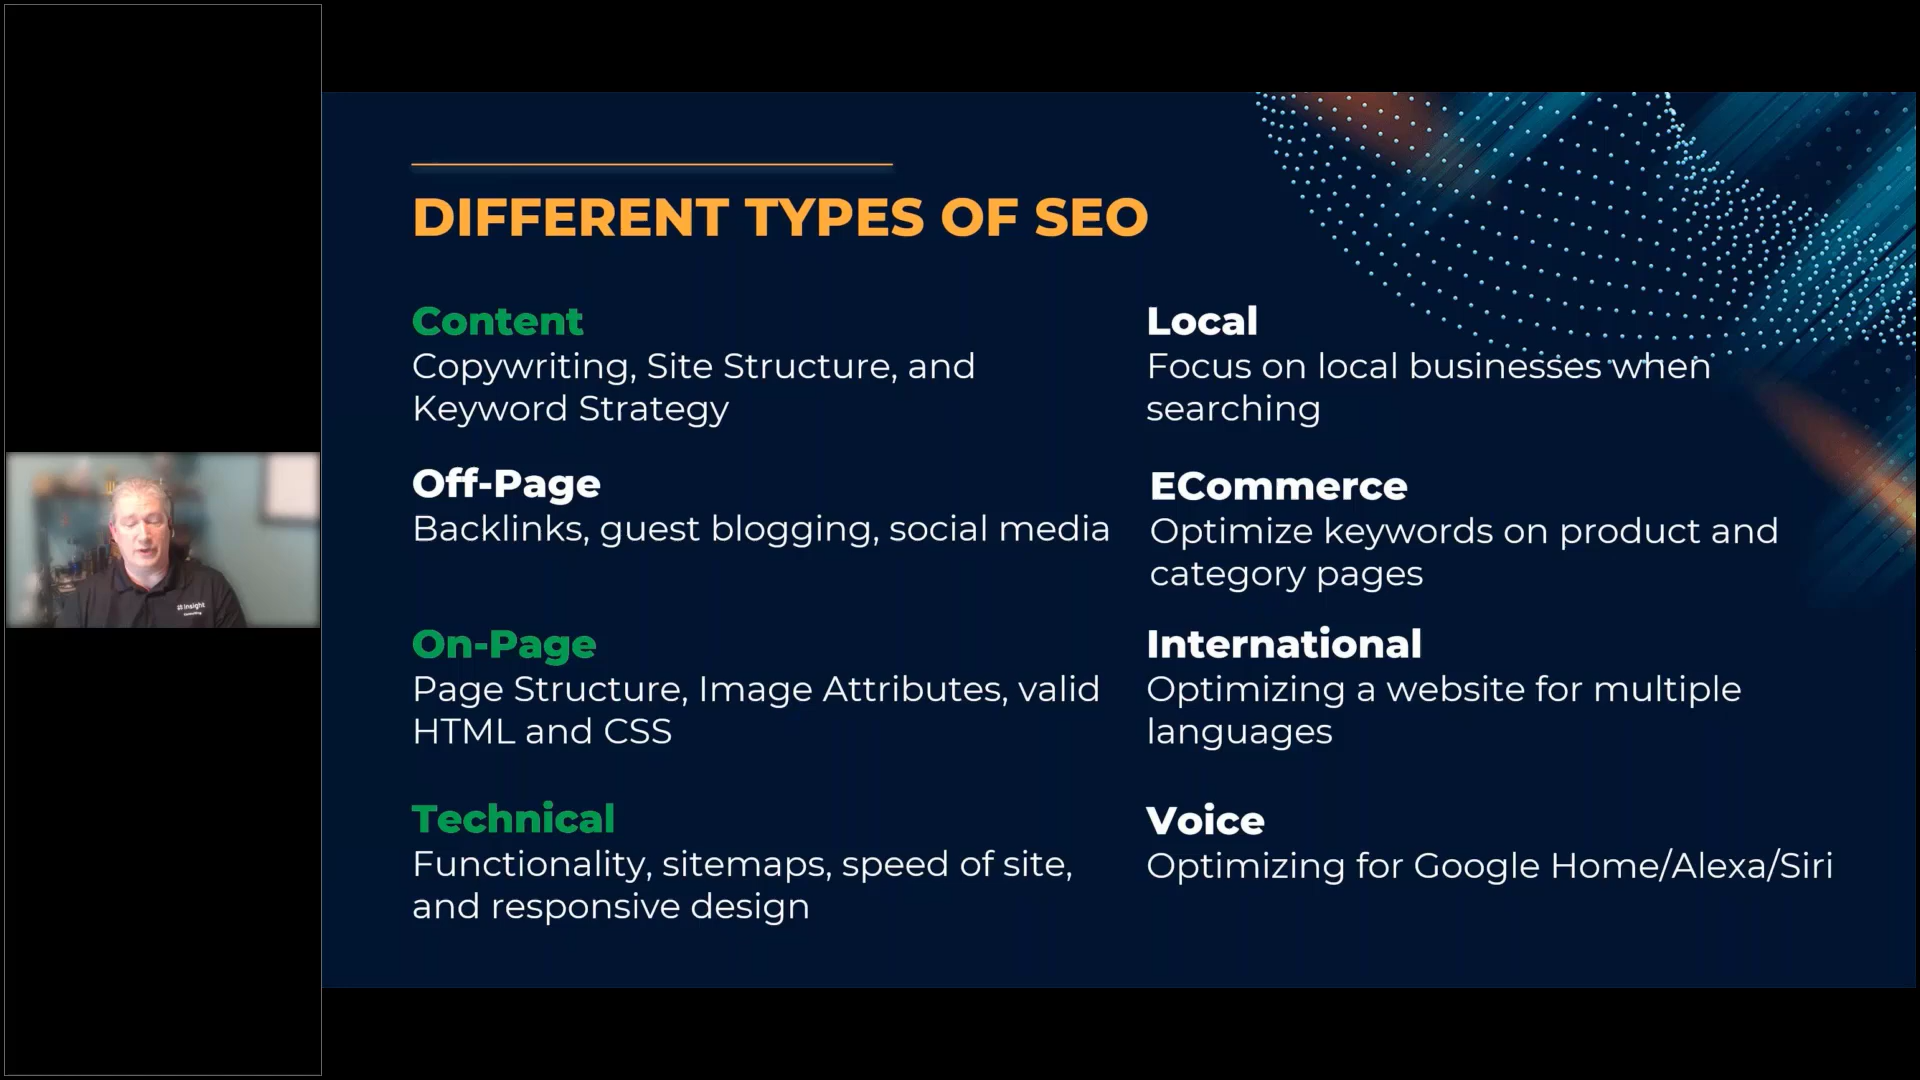 DIFFERENT TYPES OF SEO
Content
Copywriting, Site Structure, and
Keyword Strategy
Off-Page
Backlinks, guest blogging, social media
On-Page
Page Structure, Image Attributes, valid
HTML and CSS
Technical
Functionality, sitemaps, speed of site,
and responsive design
Local
Focus on local businesses when
searching
ECommerce
Optimize keywords on product and
category pages
International
Optimizing a website for multiple
languages
Voice
Optimizing for Google Home/Alexa/Siri
Insight